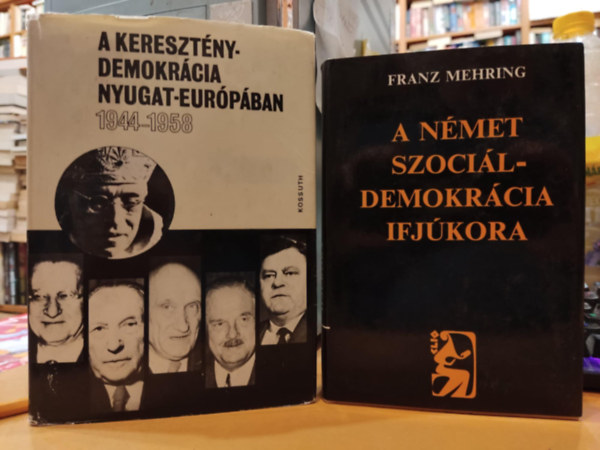 A KERESZTÉNY-
DEMOKRÁCIA
NYUGAT-EURÓPÁBAN
1944–1958
KOSSUTH
FRANZ MEHRING
A NÉMET
SZOCIÁL-
DEMOKRÁCIA
IFJÚKORA
CLIO